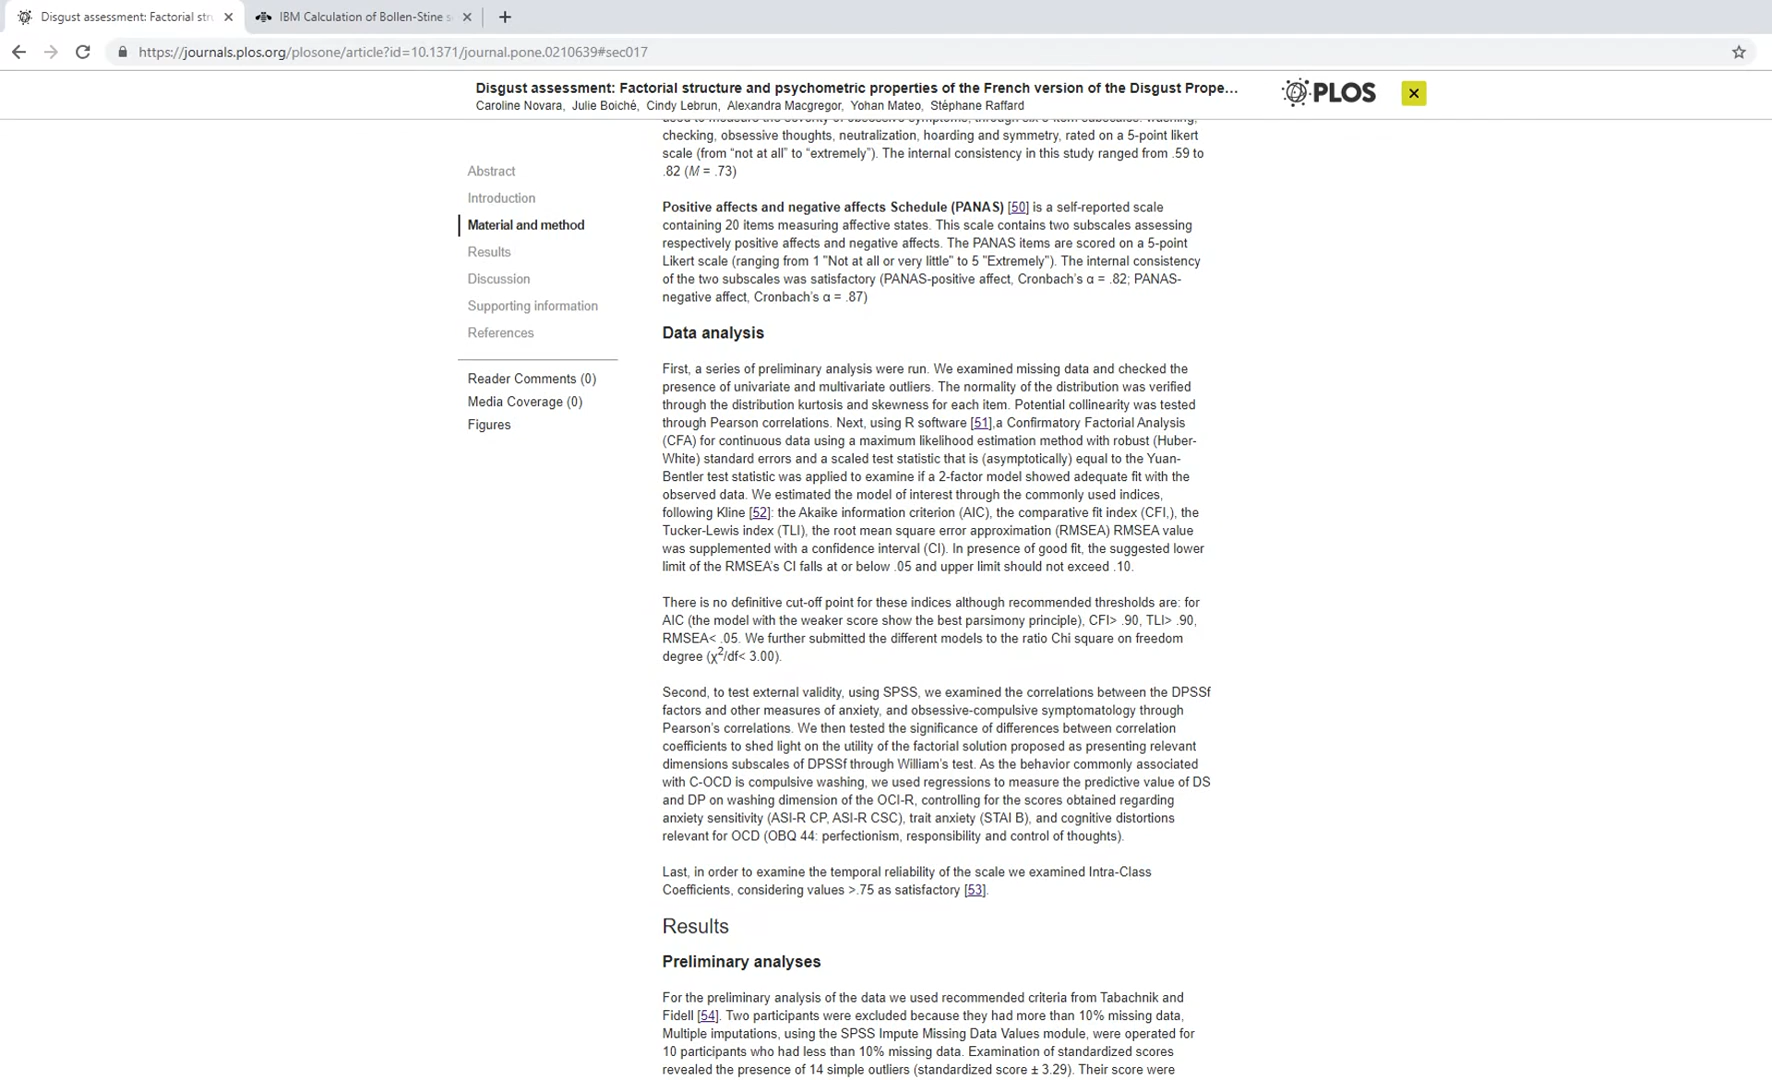 Disgust assessment: Factorial str
IBM Calculation of Bollen-Stine s
https://journals.plos.org/plosone/article?id=10.1371/journal.pone.0210639#sec017
Disgust assessment: Factorial structure and psychometric properties of the French version of the Disgust Prope…
Caroline Novara, Julie Boiché, Cindy Lebrun, Alexandra Macgregor, Yohan Mateo, Stéphane Raffard
PLOS
Abstract
Introduction
Material and method
Results
Discussion
Supporting information
References
Reader Comments (0)
Media Coverage (0)
Figures
used to measure the severity of obsessive symptoms, through six 3-item subscales: washing,
checking, obsessive thoughts, neutralization, hoarding and symmetry, rated on a 5-point likert
scale (from “not at all” to “extremely”). The internal consistency in this study ranged from .59 to
.82 (M = .73)
Positive affects and negative affects Schedule (PANAS) [50] is a self-reported scale
containing 20 items measuring affective states. This scale contains two subscales assessing
respectively positive affects and negative affects. The PANAS items are scored on a 5-point
Likert scale (ranging from 1 ”Not at all or very little” to 5 ”Extremely”). The internal consistency
of the two subscales was satisfactory (PANAS-positive affect, Cronbach’s α = .82; PANAS-
negative affect, Cronbach’s α = .87)
Data analysis
First, a series of preliminary analysis were run. We examined missing data and checked the
presence of univariate and multivariate outliers. The normality of the distribution was verified
through the distribution kurtosis and skewness for each item. Potential collinearity was tested
through Pearson correlations. Next, using R software [51],a Confirmatory Factorial Analysis
(CFA) for continuous data using a maximum likelihood estimation method with robust (Huber-
White) standard errors and a scaled test statistic that is (asymptotically) equal to the Yuan-
Bentler test statistic was applied to examine if a 2-factor model showed adequate fit with the
observed data. We estimated the model of interest through the commonly used indices,
following Kline [52]: the Akaike information criterion (AIC), the comparative fit index (CFI,), the
Tucker-Lewis index (TLI), the root mean square error approximation (RMSEA) RMSEA value
was supplemented with a confidence interval (CI). In presence of good fit, the suggested lower
limit of the RMSEA’s CI falls at or below .05 and upper limit should not exceed .10.
There is no definitive cut-off point for these indices although recommended thresholds are: for
AIC (the model with the weaker score show the best parsimony principle), CFI> .90, TLI> .90,
RMSEA< .05. We further submitted the different models to the ratio Chi square on freedom
degree (χ²/df< 3.00).
Second, to test external validity, using SPSS, we examined the correlations between the DPSSf
factors and other measures of anxiety, and obsessive-compulsive symptomatology through
Pearson’s correlations. We then tested the significance of differences between correlation
coefficients to shed light on the utility of the factorial solution proposed as presenting relevant
dimensions subscales of DPSSf through William’s test. As the behavior commonly associated
with C-OCD is compulsive washing, we used regressions to measure the predictive value of DS
and DP on washing dimension of the OCI-R, controlling for the scores obtained regarding
anxiety sensitivity (ASI-R CP, ASI-R CSC), trait anxiety (STAI B), and cognitive distortions
relevant for OCD (OBQ 44: perfectionism, responsibility and control of thoughts).
Last, in order to examine the temporal reliability of the scale we examined Intra-Class
Coefficients, considering values >.75 as satisfactory [53].
Results
Preliminary analyses
For the preliminary analysis of the data we used recommended criteria from Tabachnik and
Fidell [54]. Two participants were excluded because they had more than 10% missing data,
Multiple imputations, using the SPSS Impute Missing Data Values module, were operated for
10 participants who had less than 10% missing data. Examination of standardized scores
revealed the presence of 14 simple outliers (standardized score ± 3.29). Their score were